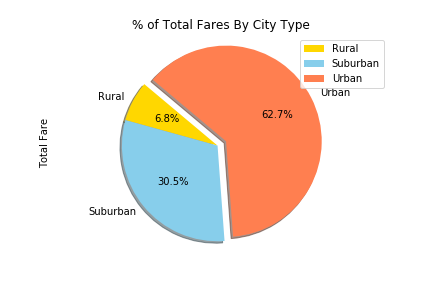 % of Total Fares By City Type
Rural
Suburban
Urban
Urban
Rural
62.7%
6.8%
Total Fare
30.5%
Suburban